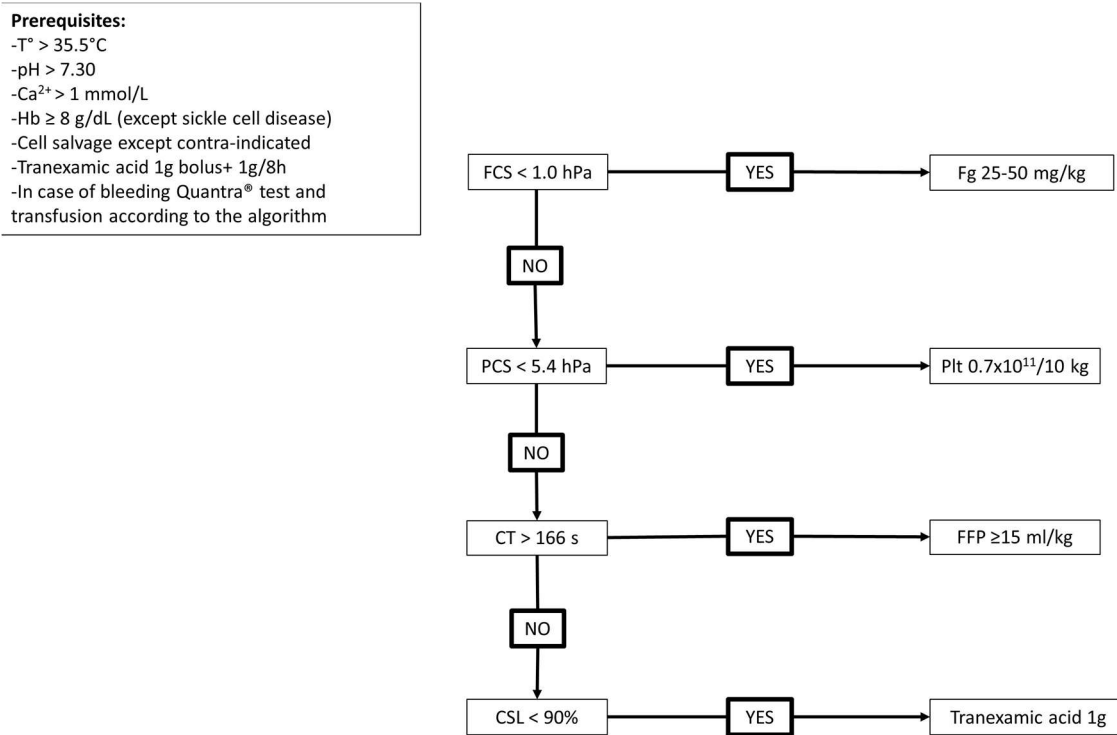 Prerequisites:
-T° > 35.5°C
-pH > 7.30
-Ca²⁺ > 1 mmol/L
-Hb ≥ 8 g/dL (except sickle cell disease)
-Cell salvage except contra-indicated
-Tranexamic acid 1g bolus+ 1g/8h
-In case of bleeding Quantra® test and
transfusion according to the algorithm
FCS < 1.0 hPa
YES
Fg 25-50 mg/kg
NO
PCS < 5.4 hPa
YES
Plt 0.7x10¹¹/10 kg
NO
CT > 166 s
YES
FFP ≥15 ml/kg
NO
CSL < 90%
YES
Tranexamic acid 1g